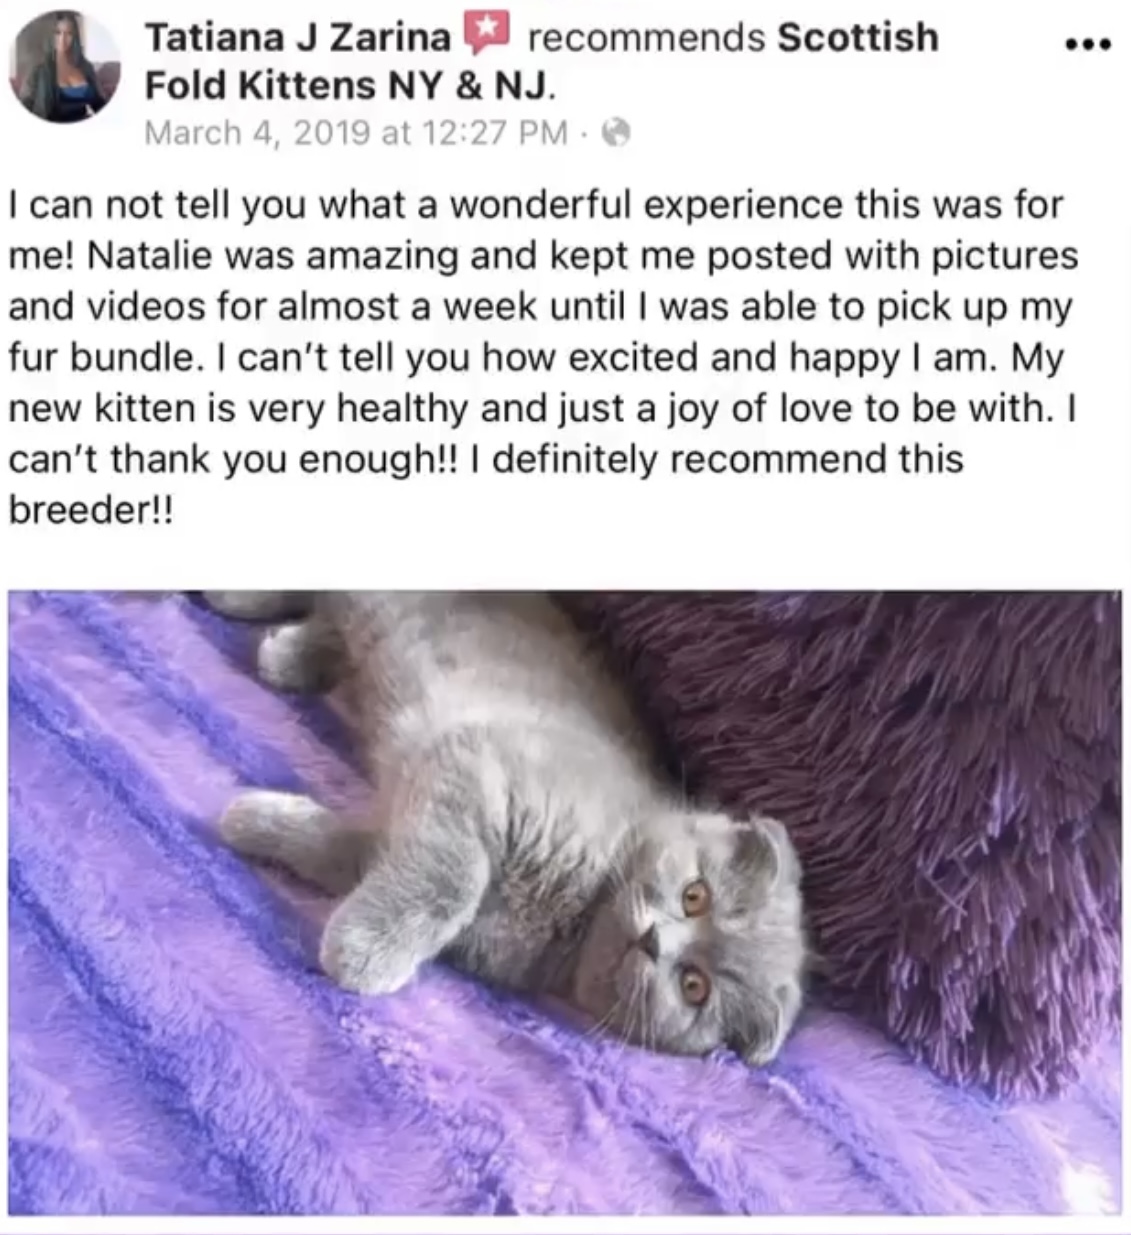 Tatiana J Zarina recommends Scottish
Fold Kittens NY & NJ.
March 4, 2019 at 12:27 PM ·
I can not tell you what a wonderful experience this was for
me! Natalie was amazing and kept me posted with pictures
and videos for almost a week until I was able to pick up my
fur bundle. I can't tell you how excited and happy I am. My
new kitten is very healthy and just a joy of love to be with. I
can't thank you enough!! I definitely recommend this
breeder!!